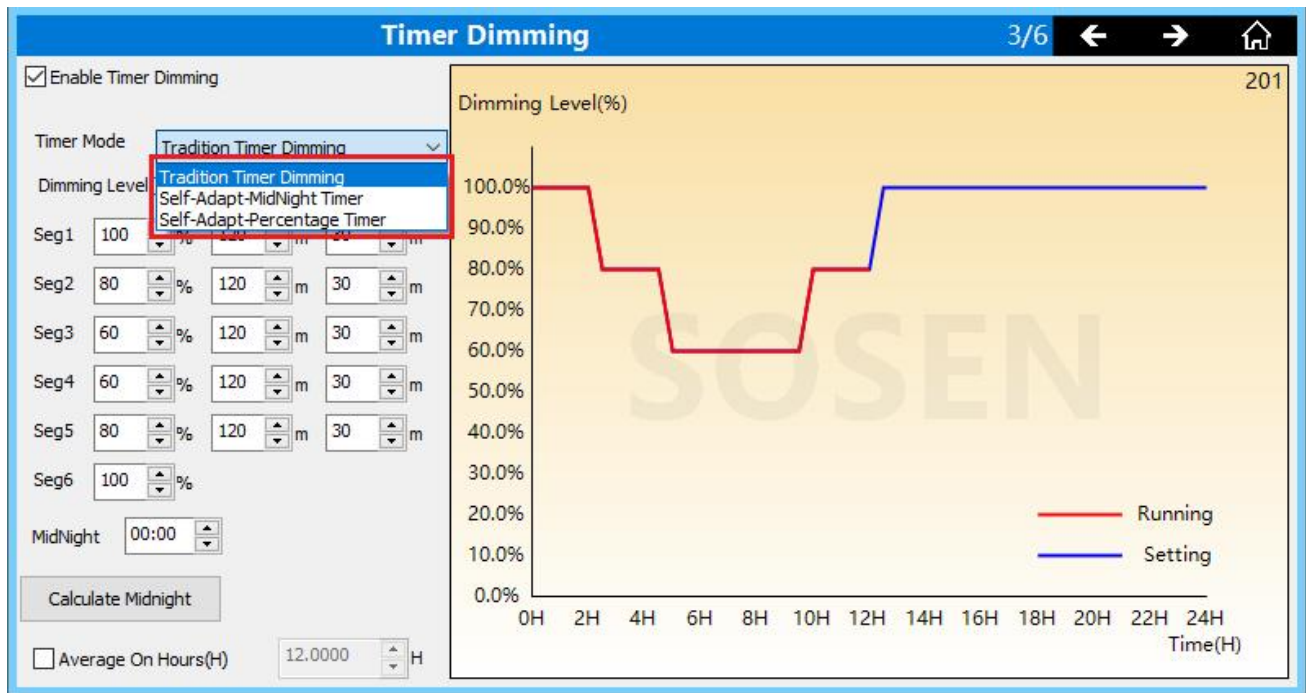 Timer Dimming
3/6
Enable Timer Dimming
201
Dimming Level(%)
Timer Mode Tradition Timer Dimming
Tradition Timer Dimming
Self-Adapt-MidNight Timer
Self-Adapt-Percentage Timer
Dimming Level
Seg1 100 % 120 m 30 m
Seg2 80 % 120 m 30 m
Seg3 60 % 120 m 30 m
Seg4 60 % 120 m 30 m
Seg5 80 % 120 m 30 m
Seg6 100 %
MidNight 00:00
Calculate Midnight
Average On Hours(H) 12.0000 H
100.0%
90.0%
80.0%
70.0%
60.0%
50.0%
40.0%
30.0%
20.0%
10.0%
0.0%
SOSEN
Running
Setting
0H 2H 4H 6H 8H 10H 12H 14H 16H 18H 20H 22H 24H
Time(H)